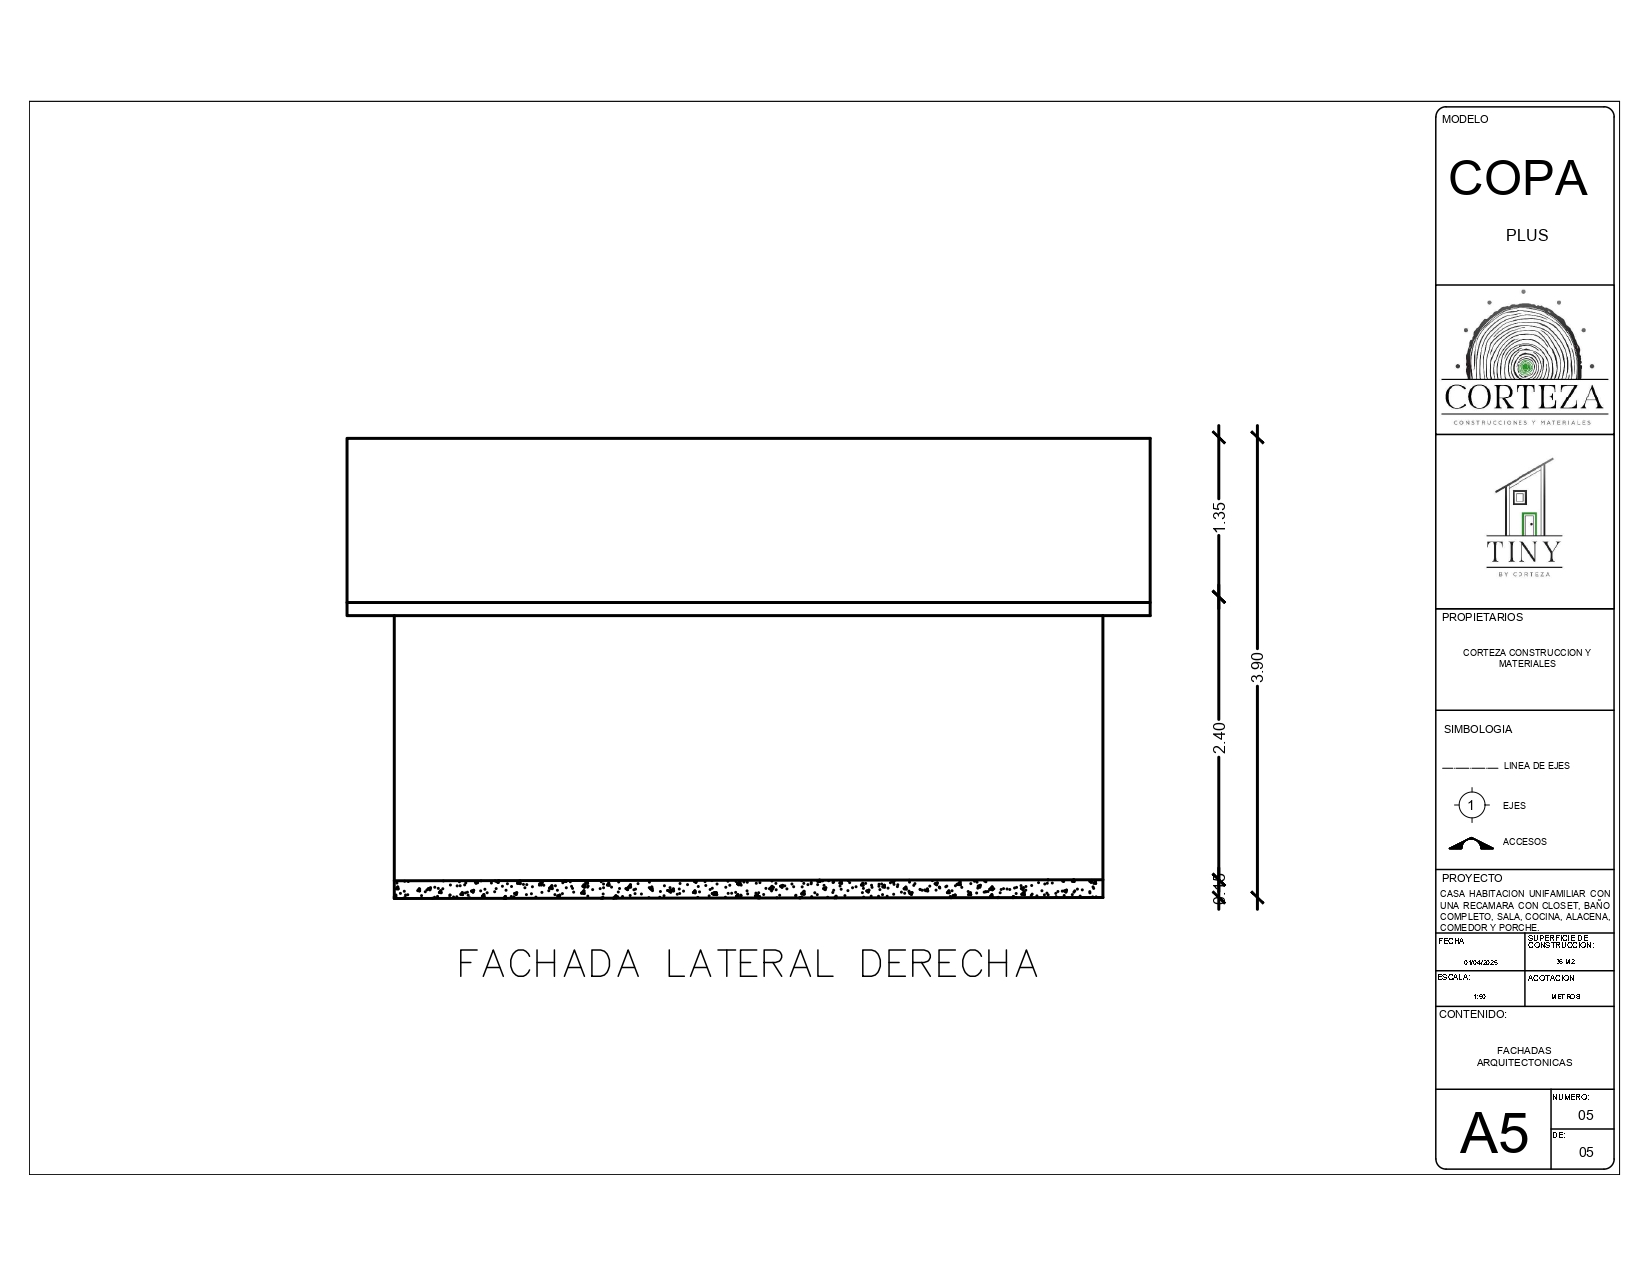 MODELO
COPA
PLUS
CORTEZA
CONSTRUCCIONES Y MATERIALES
TINY
BY CORTEZA
PROPIETARIOS
CORTEZA CONSTRUCCION Y
MATERIALES
SIMBOLOGIA
LINEA DE EJES
1
EJES
ACCESOS
PROYECTO
CASA HABITACION UNIFAMILIAR CON
UNA RECAMARA CON CLOSET, BAÑO
COMPLETO, SALA, COCINA, ALACENA,
COMEDOR Y PORCHE.
FECHA
SUPERFICIE DE
CONSTRUCCION:
01/04/2025
36 M2
ESCALA:
ACOTACION
METROS
CONTENIDO:
FACHADAS
ARQUITECTONICAS
A5
NUMERO:
05
DE:
05
1.35
3.90
2.40
0.15
FACHADA LATERAL DERECHA